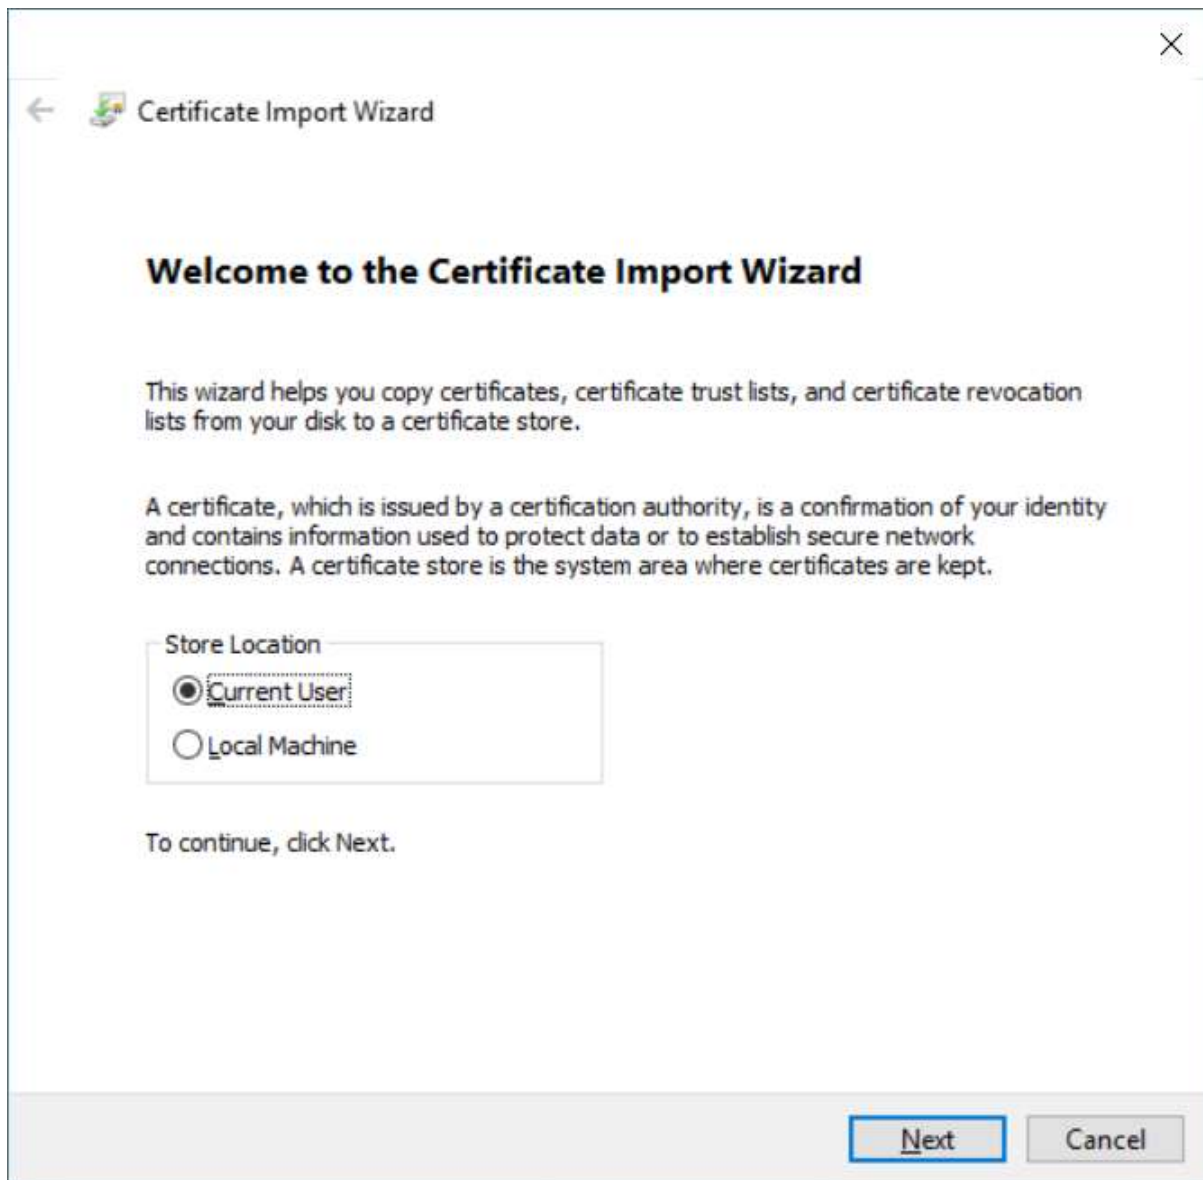 Certificate Import Wizard
Welcome to the Certificate Import Wizard
This wizard helps you copy certificates, certificate trust lists, and certificate revocation
lists from your disk to a certificate store.
A certificate, which is issued by a certification authority, is a confirmation of your identity
and contains information used to protect data or to establish secure network
connections. A certificate store is the system area where certificates are kept.
Store Location
Current User
Local Machine
To continue, click Next.
Next
Cancel